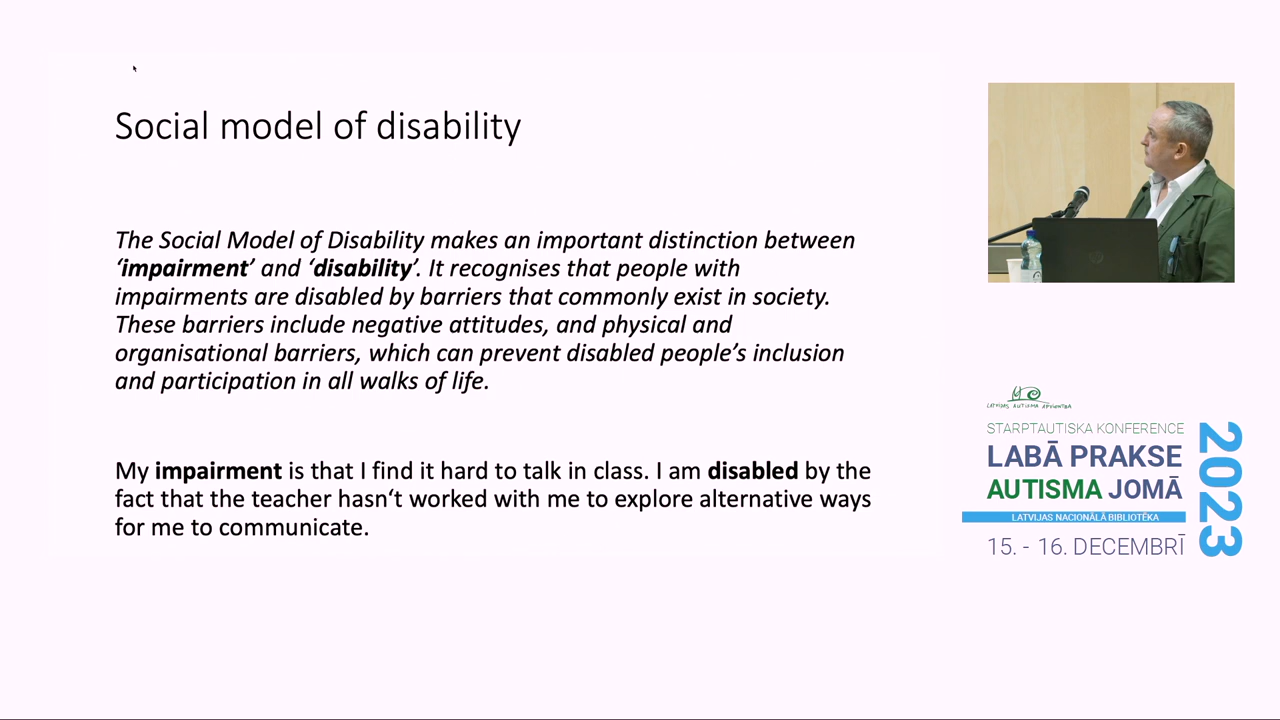 Social model of disability
The Social Model of Disability makes an important distinction between
‘impairment’ and ‘disability’. It recognises that people with
impairments are disabled by barriers that commonly exist in society.
These barriers include negative attitudes, and physical and
organisational barriers, which can prevent disabled people’s inclusion
and participation in all walks of life.
My impairment is that I find it hard to talk in class. I am disabled by the
fact that the teacher hasn‘t worked with me to explore alternative ways
for me to communicate.
LATVIJAS AUTISMA APVIENĪBA
STARPTAUTISKA KONFERENCE
LABĀ PRAKSE
AUTISMA JOMĀ
LATVIJAS NACIONĀLĀ BIBLIOTĒKA
15. - 16. DECEMBRĪ
2023